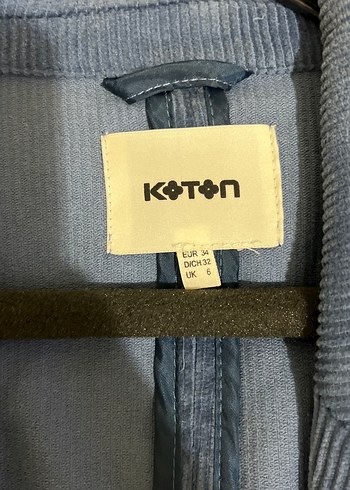 KOTON
EUR 34
D/CH 32
UK 6